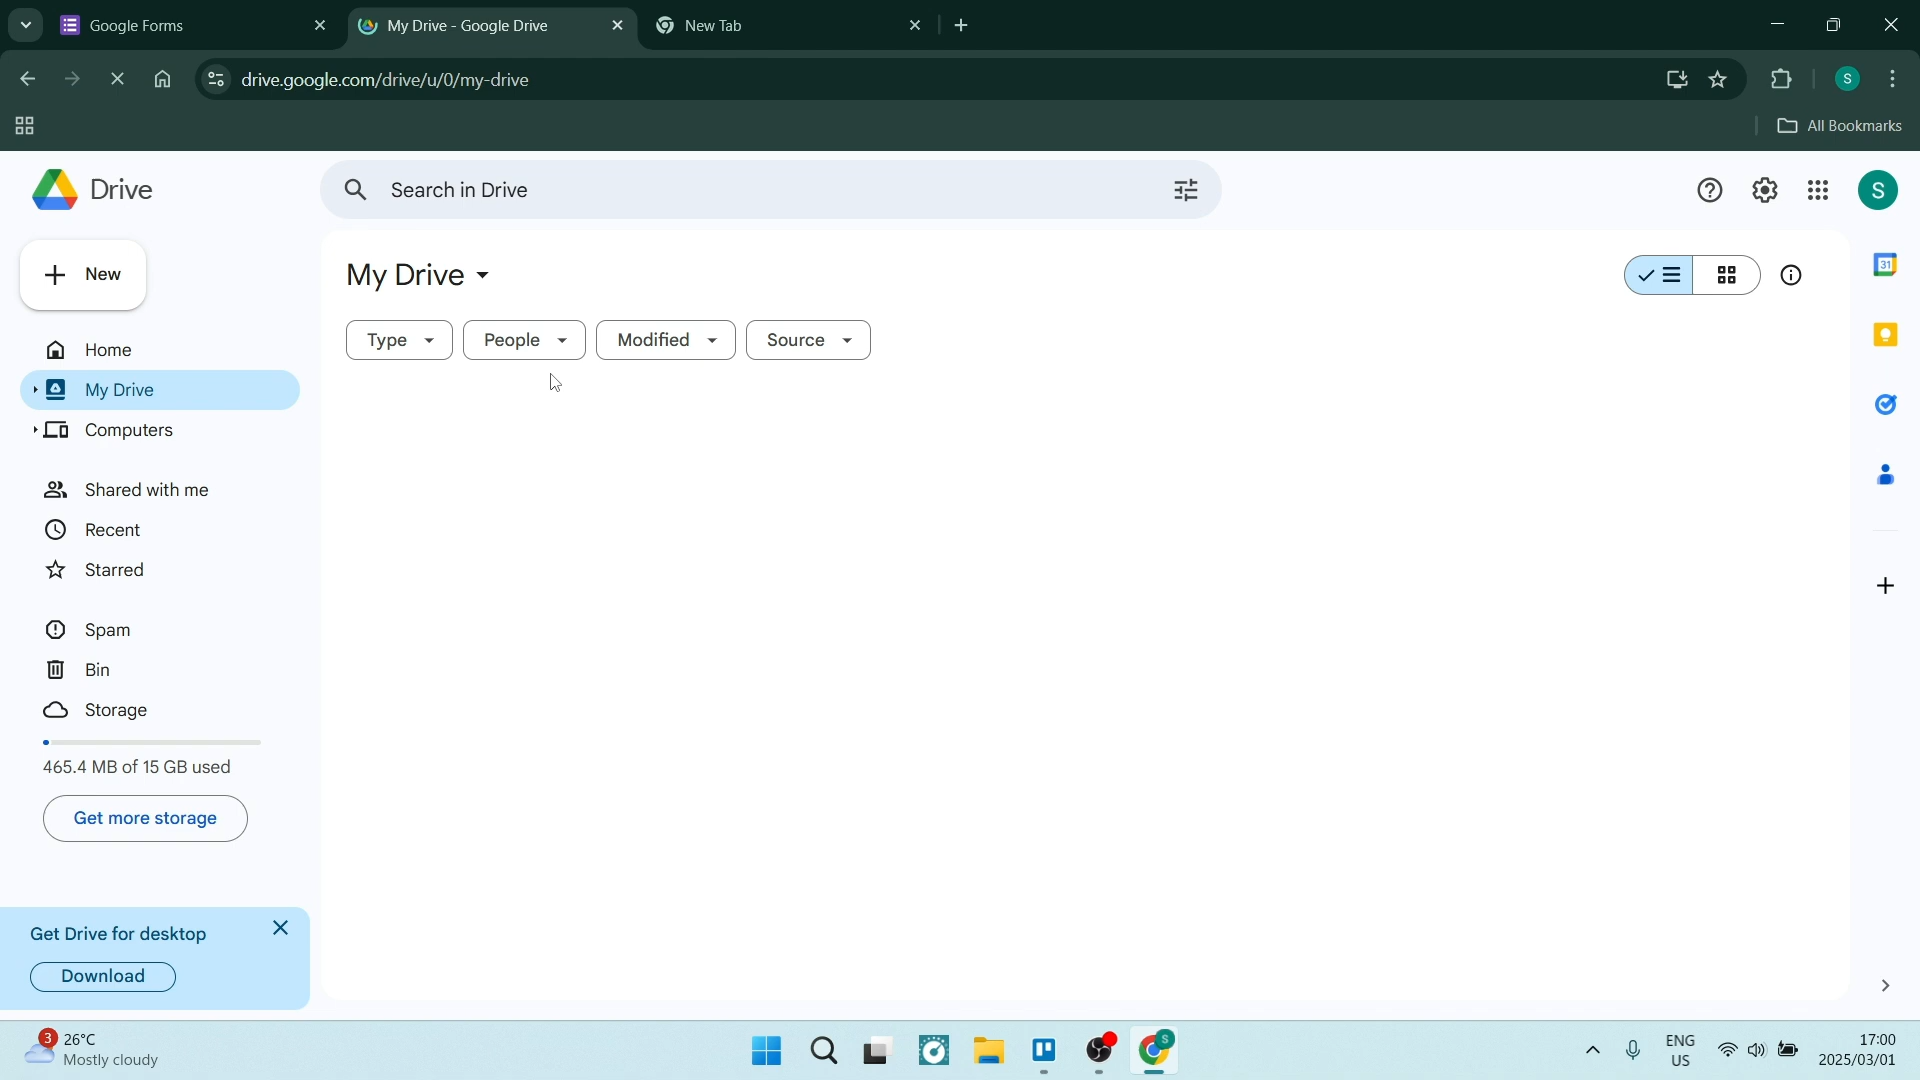 Google Forms
My Drive - Google Drive
New Tab
drive.google.com/drive/u/0/my-drive
S
All Bookmarks
Drive
Search in Drive
S
New
My Drive
31
Type
People
Modified
Source
Home
My Drive
Computers
Shared with me
Recent
Starred
Spam
Bin
Storage
465.4 MB of 15 GB used
Get more storage
Get Drive for desktop
Download
3
26°C
Mostly cloudy
S
ENG
US
17:00
2025/03/01